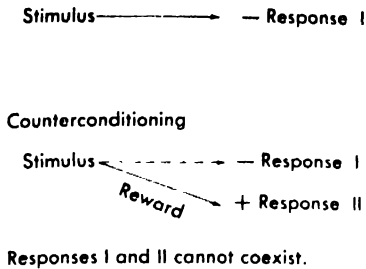 Stimulus — Response I
Counterconditioning
Stimulus — Response I
Reward + Response II
Responses I and II cannot coexist.